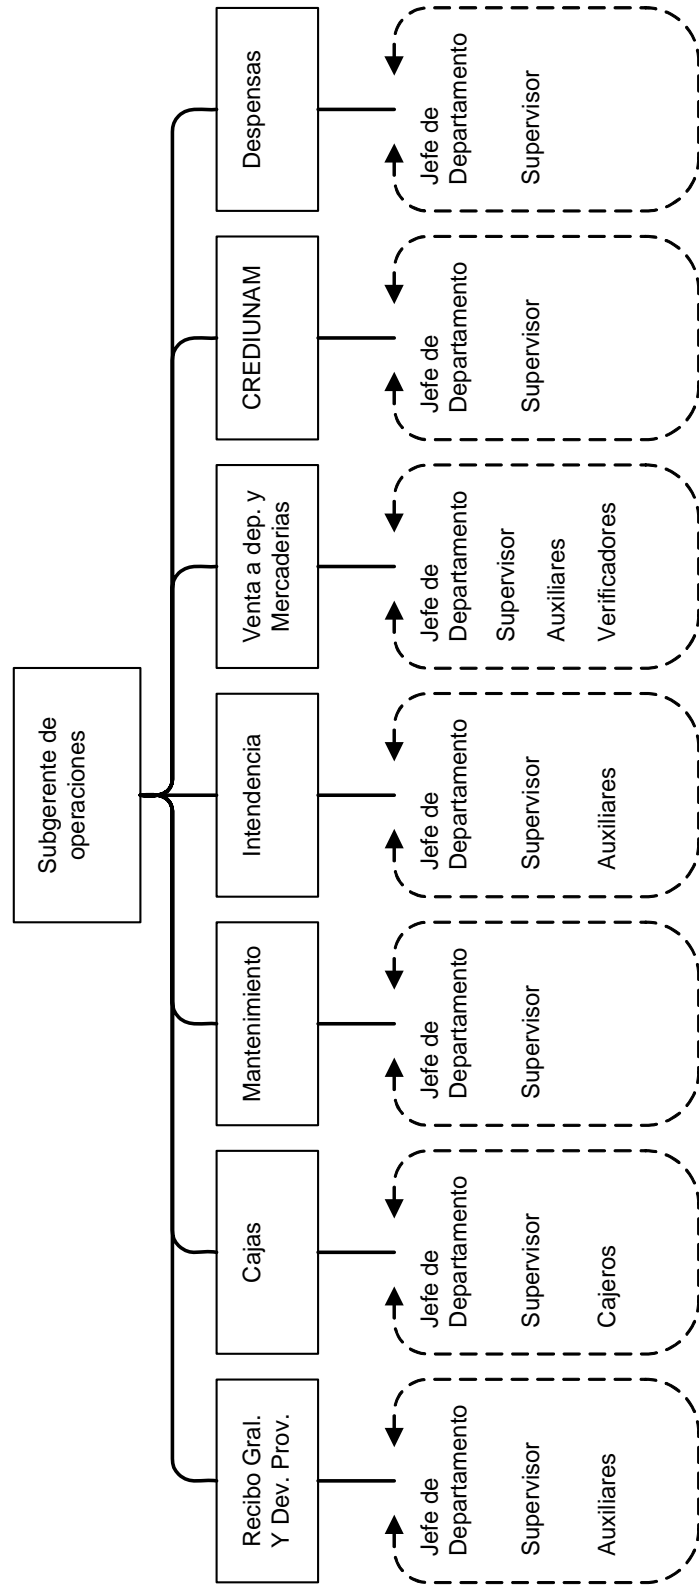 Subgerente de
operaciones
Recibo Gral.
Y Dev. Prov.
Cajas
Mantenimiento
Intendencia
Venta a dep. y
Mercaderias
CREDIUNAM
Despensas
Jefe de
Departamento
Supervisor
Auxiliares
Jefe de
Departamento
Supervisor
Cajeros
Jefe de
Departamento
Supervisor
Jefe de
Departamento
Supervisor
Auxiliares
Jefe de
Departamento
Supervisor
Auxiliares
Verificadores
Jefe de
Departamento
Supervisor
Jefe de
Departamento
Supervisor